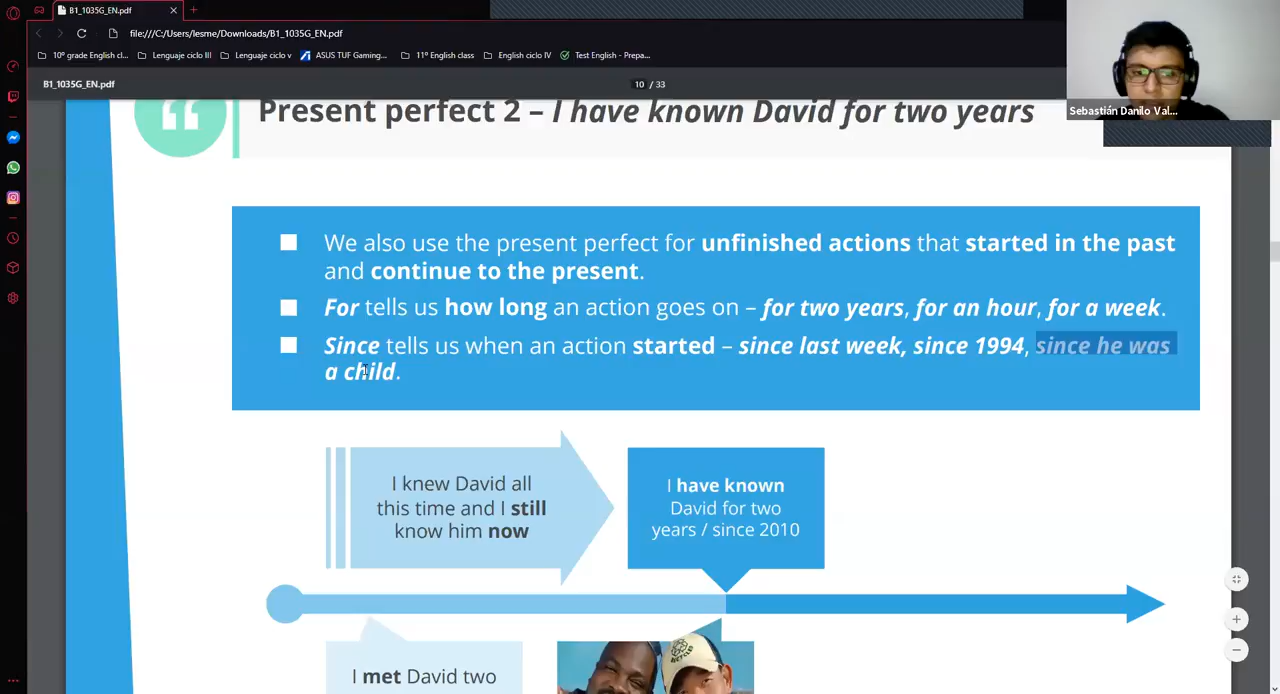 B1_1035G_EN.pdf
file:///C:/Users/lesme/Downloads/B1_1035G_EN.pdf
10º grade English cl...
Lenguaje ciclo III
Lenguaje ciclo v
ASUS TUF Gaming...
11º English class
English ciclo IV
Test English - Prepa...
B1_1035G_EN.pdf
10 / 33
Sebastián Danilo Val...
Present perfect 2 – I have known David for two years
We also use the present perfect for unfinished actions that started in the past
and continue to the present.
For tells us how long an action goes on – for two years, for an hour, for a week.
Since tells us when an action started – since last week, since 1994, since he was
a child.
I knew David all
this time and I still
know him now
I have known
David for two
years / since 2010
I met David two